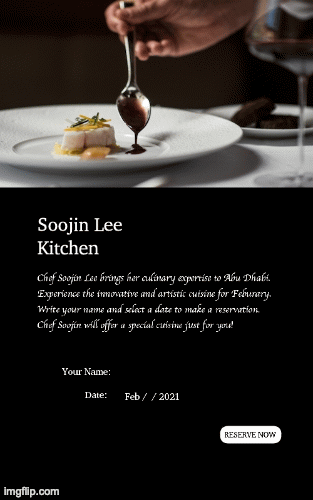 Soojin Lee
Kitchen
Chef Soojin Lee brings her culinary expertise to Abu Dhabi.
Experience the innovative and artistic cuisine for Feburary.
Write your name and select a date to make a reservation.
Chef Soojin will offer a special cuisine just for you!
Your Name:
Date: Feb / / 2021
RESERVE NOW
imgflip.com